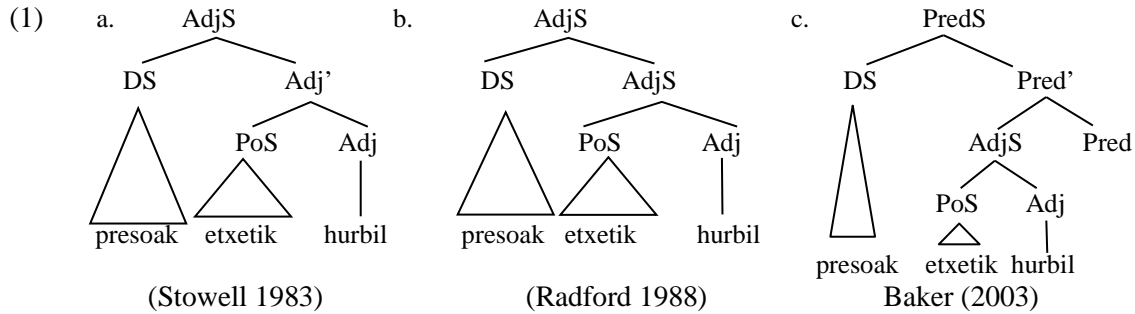 (1) a. AdjS b. AdjS c. PredS
DS Adj’ DS AdjS DS Pred’
PoS Adj PoS Adj AdjS Pred
PoS Adj
presoak etxetik hurbil presoak etxetik hurbil presoak etxetik hurbil
(Stowell 1983) (Radford 1988) Baker (2003)